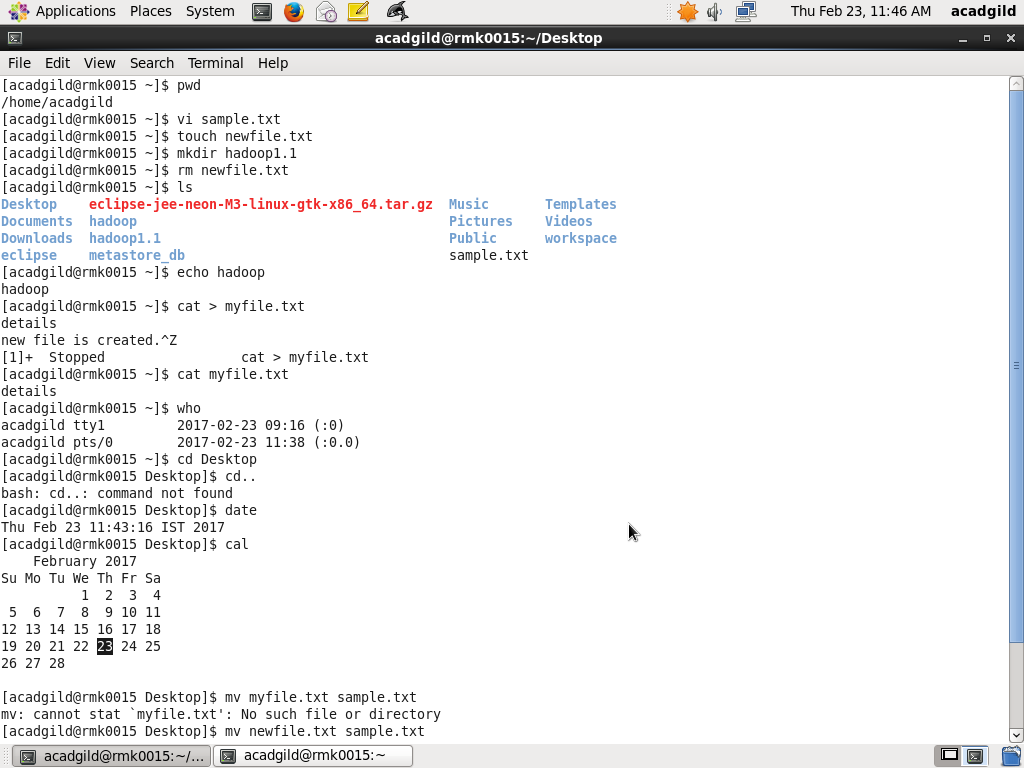 Applications Places System Thu Feb 23, 11:46 AM acadgild
acadgild@rmk0015:~/Desktop
File Edit View Search Terminal Help
[acadgild@rmk0015 ~]$ pwd
/home/acadgild
[acadgild@rmk0015 ~]$ vi sample.txt
[acadgild@rmk0015 ~]$ touch newfile.txt
[acadgild@rmk0015 ~]$ mkdir hadoop1.1
[acadgild@rmk0015 ~]$ rm newfile.txt
[acadgild@rmk0015 ~]$ ls
Desktop    eclipse-jee-neon-M3-linux-gtk-x86_64.tar.gz  Music       Templates
Documents  hadoop                                       Pictures    Videos
Downloads  hadoop1.1                                    Public      workspace
eclipse    metastore_db                                 sample.txt
[acadgild@rmk0015 ~]$ echo hadoop
hadoop
[acadgild@rmk0015 ~]$ cat > myfile.txt
details
new file is created.^Z
[1]+  Stopped                 cat > myfile.txt
[acadgild@rmk0015 ~]$ cat myfile.txt
details
[acadgild@rmk0015 ~]$ who
acadgild tty1         2017-02-23 09:16 (:0)
acadgild pts/0        2017-02-23 11:38 (:0.0)
[acadgild@rmk0015 ~]$ cd Desktop
[acadgild@rmk0015 Desktop]$ cd..
bash: cd..: command not found
[acadgild@rmk0015 Desktop]$ date
Thu Feb 23 11:43:16 IST 2017
[acadgild@rmk0015 Desktop]$ cal
    February 2017
Su Mo Tu We Th Fr Sa
          1  2  3  4
 5  6  7  8  9 10 11
12 13 14 15 16 17 18
19 20 21 22 23 24 25
26 27 28
[acadgild@rmk0015 Desktop]$ mv myfile.txt sample.txt
mv: cannot stat `myfile.txt': No such file or directory
[acadgild@rmk0015 Desktop]$ mv newfile.txt sample.txt
acadgild@rmk0015:~/... acadgild@rmk0015:~